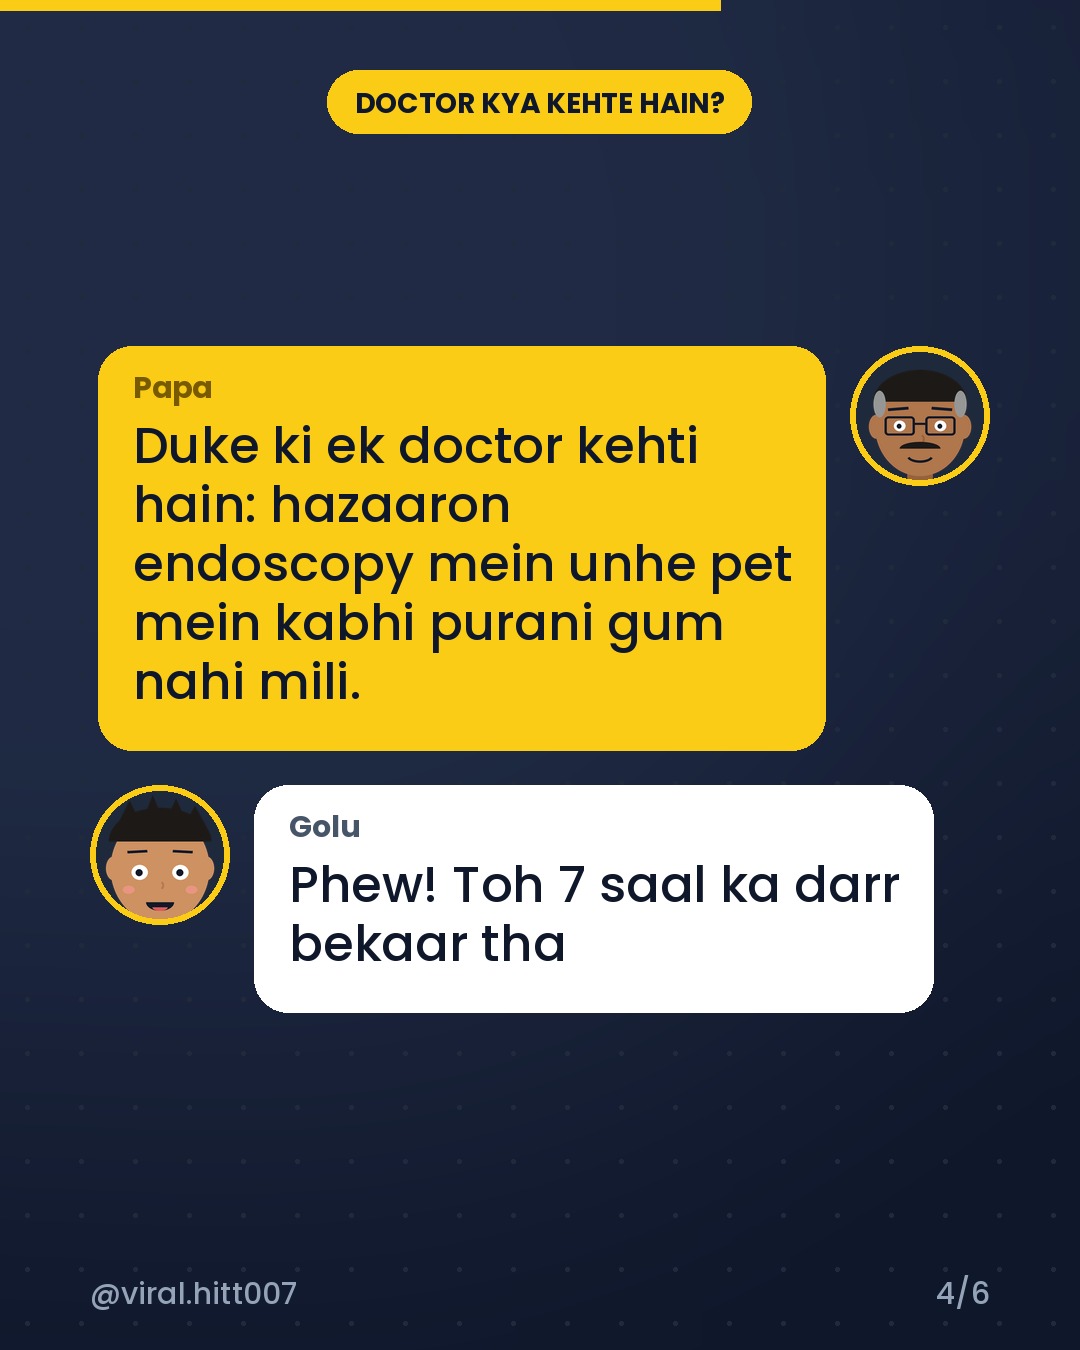 DOCTOR KYA KEHTE HAIN?
Papa
Duke ki ek doctor kehti
hain: hazaaron
endoscopy mein unhe pet
mein kabhi purani gum
nahi mili.
Golu
Phew! Toh 7 saal ka darr
bekaar tha
@viral.hitt007
4/6